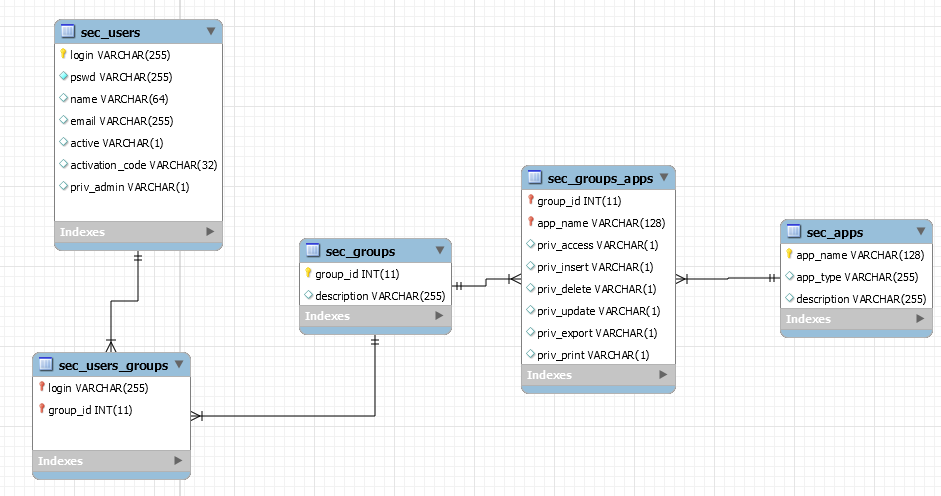 sec_users
login VARCHAR(255)
pswd VARCHAR(255)
name VARCHAR(64)
email VARCHAR(255)
active VARCHAR(1)
activation_code VARCHAR(32)
priv_admin VARCHAR(1)
Indexes
sec_groups
group_id INT(11)
description VARCHAR(255)
Indexes
sec_groups_apps
group_id INT(11)
app_name VARCHAR(128)
priv_access VARCHAR(1)
priv_insert VARCHAR(1)
priv_delete VARCHAR(1)
priv_update VARCHAR(1)
priv_export VARCHAR(1)
priv_print VARCHAR(1)
Indexes
sec_apps
app_name VARCHAR(128)
app_type VARCHAR(255)
description VARCHAR(255)
Indexes
sec_users_groups
login VARCHAR(255)
group_id INT(11)
Indexes